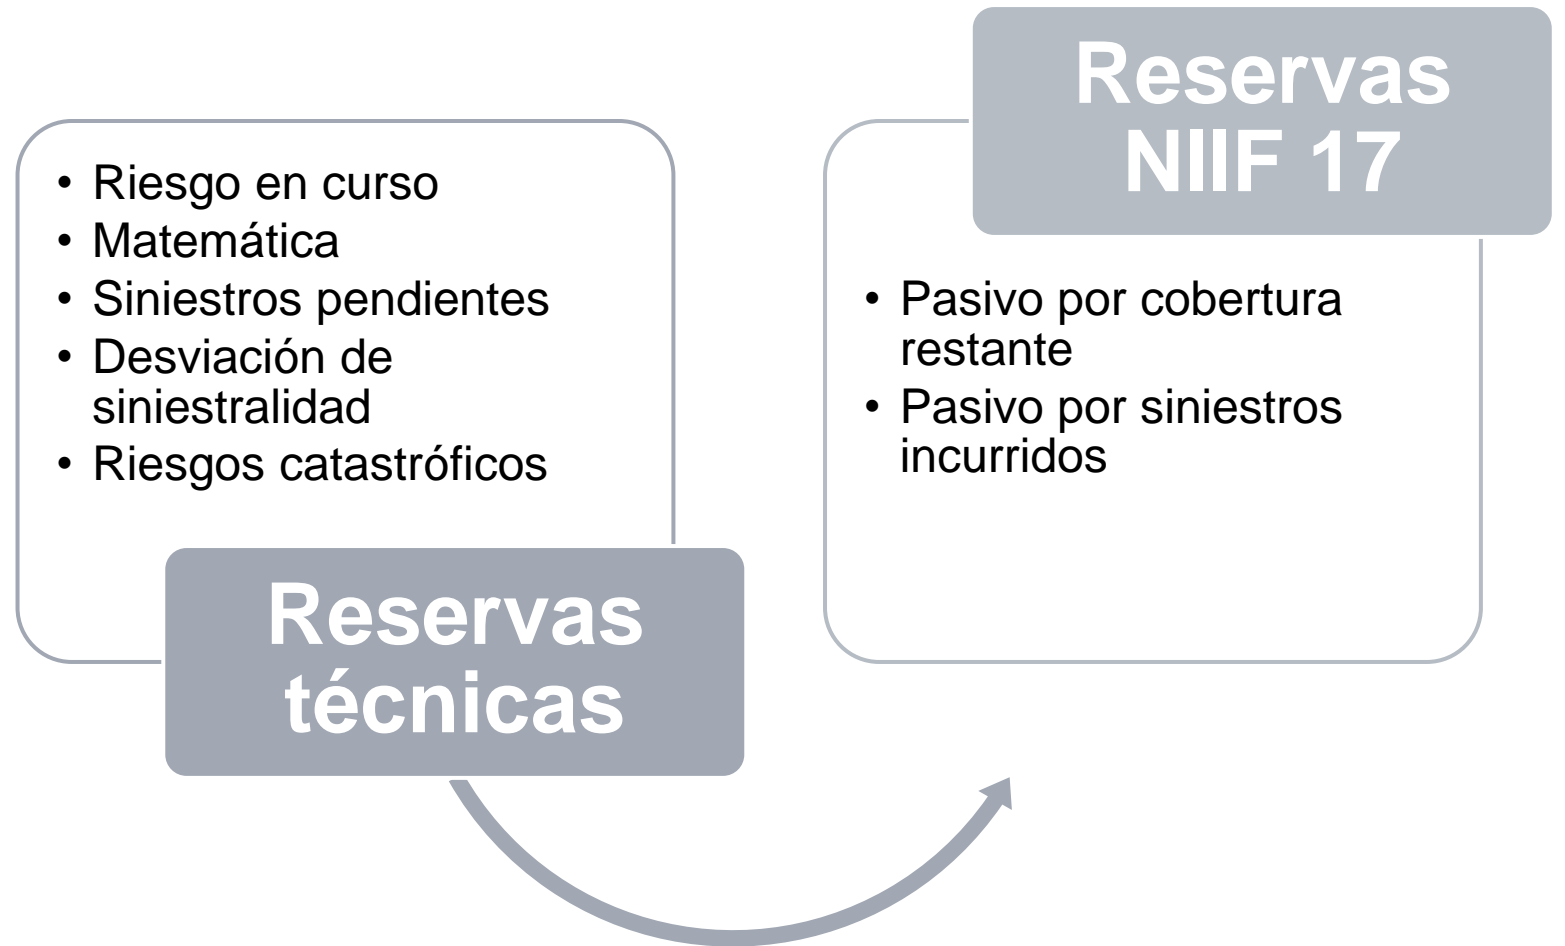 • Riesgo en curso
• Matemática
• Siniestros pendientes
• Desviación de
siniestralidad
• Riesgos catastróficos
Reservas
técnicas
Reservas
NIIF 17
• Pasivo por cobertura
restante
• Pasivo por siniestros
incurridos